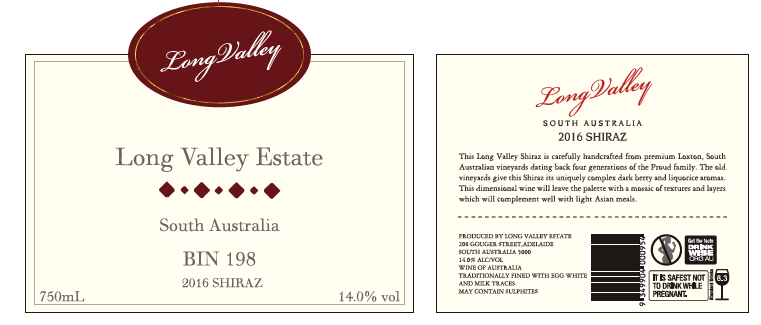 Long Valley
Long Valley Estate
South Australia
BIN 198
2016 SHIRAZ
750mL
14.0% vol
Long Valley
SOUTH AUSTRALIA
2016 SHIRAZ
This Long Valley Shiraz is carefully handcrafted from premium Loxton, South
Australian vineyards dating back four generations of the Proud family. The old
vineyards give this Shiraz its uniquely complex dark berry and liquorice aromas.
This dimensional wine will leave the palette with a mosaic of textures and layers
which will complement well with light Asian meals.
PRODUCED BY LONG VALLEY ESTATE
208 GOUGER STREET,ADELAIDE
SOUTH AUSTRALIA 5000
14.0% ALC/VOL
WINE OF AUSTRALIA
TRADITIONALLY FINED WITH EGG WHITE
AND MILK TRACES
MAY CONTAIN SULPHITES
Get the facts
DRINK
WISE
ORG.AU
IT IS SAFEST NOT
TO DRINK WHILE
PREGNANT.
8.3